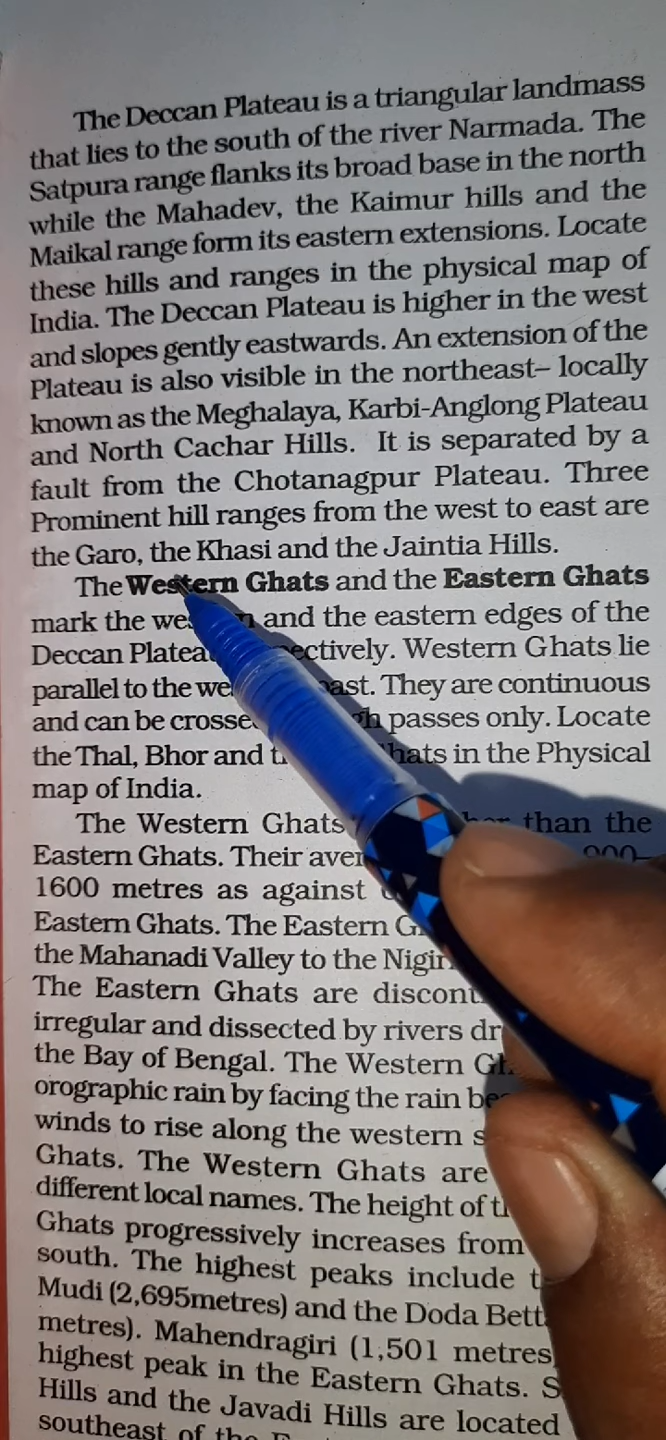 The Deccan Plateau is a triangular landmass
that lies to the south of the river Narmada. The
Satpura range flanks its broad base in the north
while the Mahadev, the Kaimur hills and the
Maikal range form its eastern extensions. Locate
these hills and ranges in the physical map of
India. The Deccan Plateau is higher in the west
and slopes gently eastwards. An extension of the
Plateau is also visible in the northeast– locally
known as the Meghalaya, Karbi-Anglong Plateau
and North Cachar Hills. It is separated by a
fault from the Chotanagpur Plateau. Three
Prominent hill ranges from the west to east are
the Garo, the Khasi and the Jaintia Hills.
The Western Ghats and the Eastern Ghats
mark the and the eastern edges of the
Deccan Western Ghats lie
parallel to the They are continuous
and can be passes only. Locate
the Thal, Bhor and in the Physical
map of India.
The Western Ghats than the
Eastern Ghats. Their
1600 metres as against
Eastern Ghats. The Eastern
the Mahanadi Valley to the
The Eastern Ghats are
irregular and dissected by rivers
the Bay of Bengal. The Western
orographic rain by facing the rain
winds to rise along the western
Ghats. The Western Ghats are
different local names. The height of
Ghats progressively increases from
south. The highest peaks include
Mudi (2,695metres) and the Doda
metres). Mahendragiri (1,501 metres
highest peak in the Eastern Ghats.
Hills and the Javadi Hills are located
southeast of the